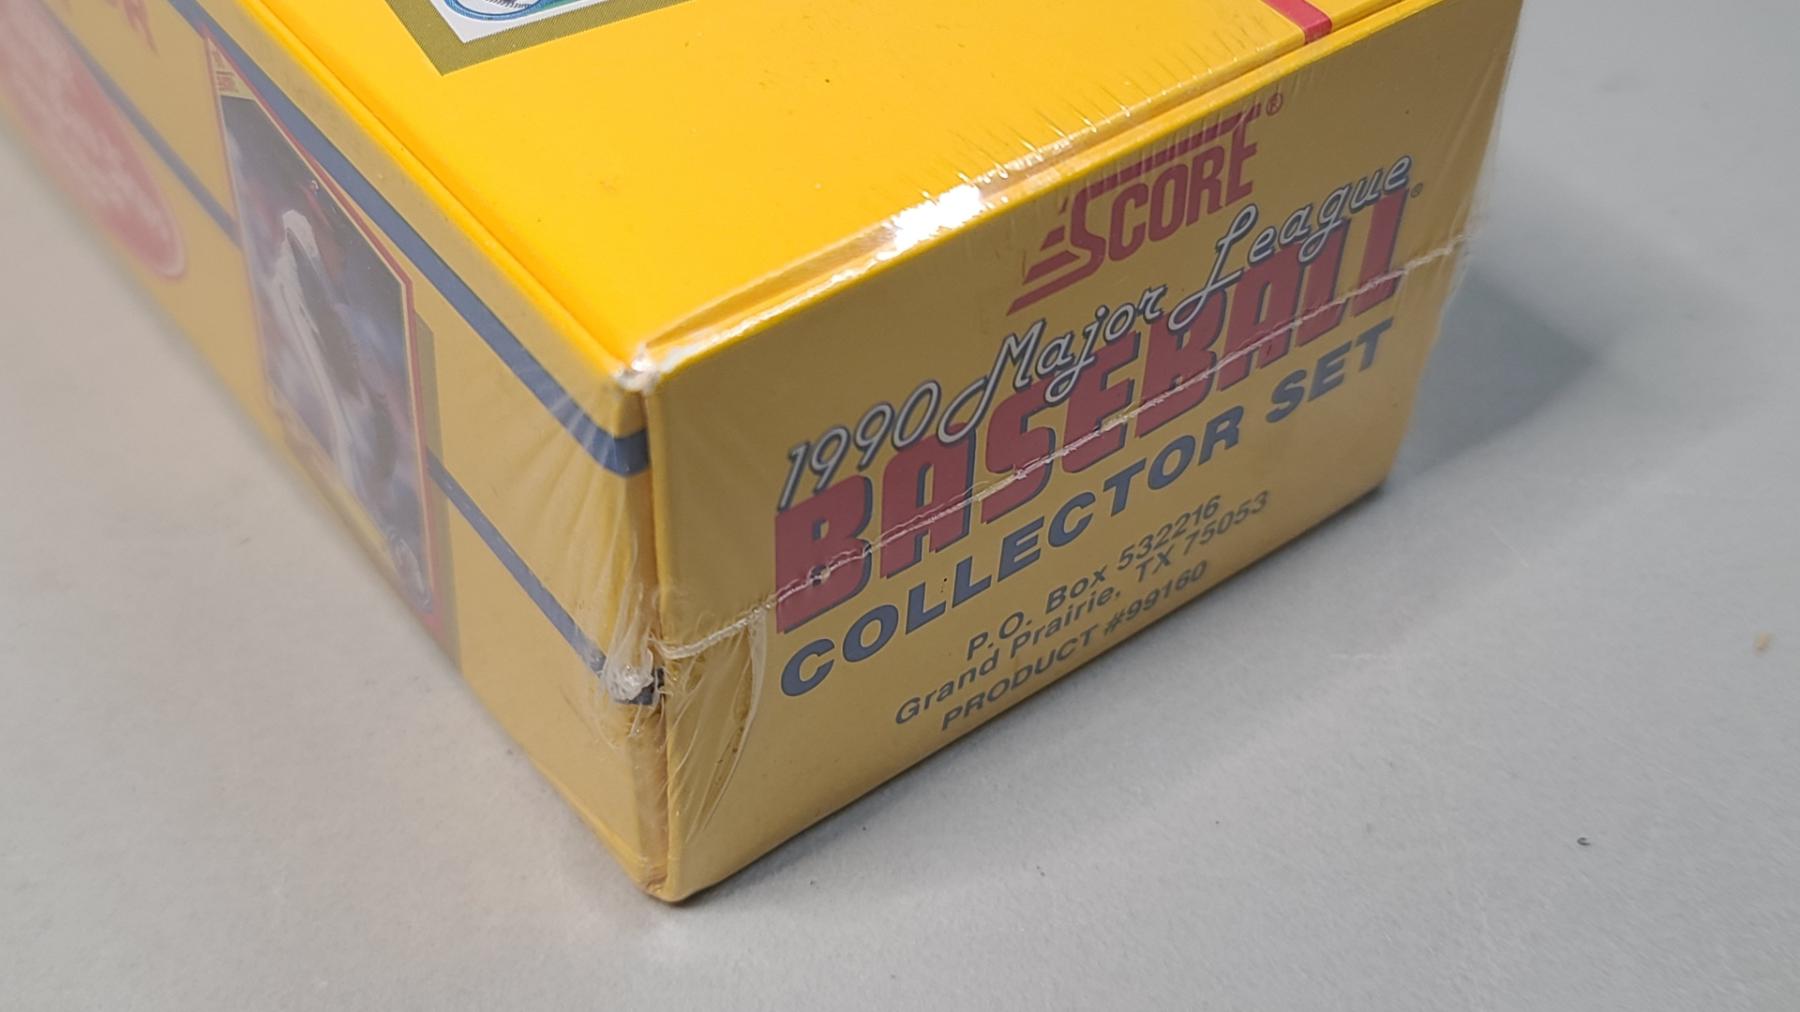 SCORE®
1990 Major League
BASEBALL®
COLLECTOR SET
P.O. Box 532216
Grand Prairie, TX 75053
PRODUCT #99160